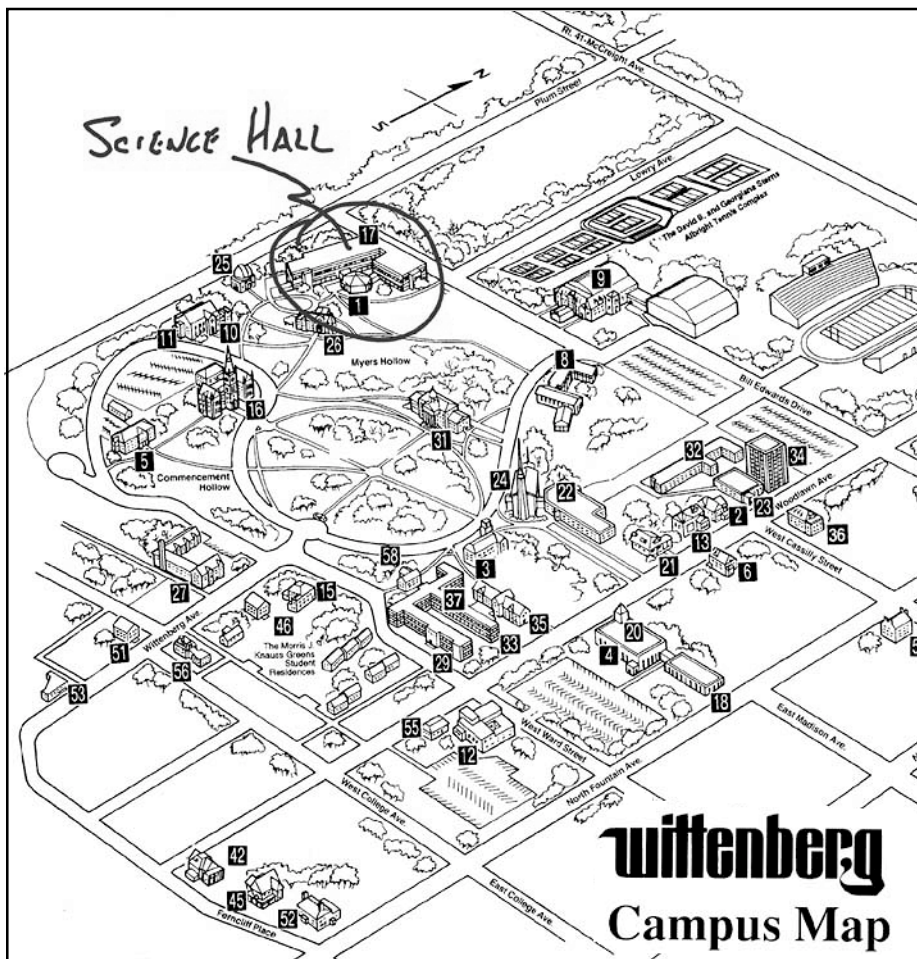 Rt. 41-McCreight Ave.
Plum Street
N
S
SCIENCE HALL
Lowry Ave
The David B. and Georgiane Sterns
Albright Tennis Complex
17
25
9
1
11
10
26
Myers Hollow
8
Bill Edwards Drive
16
31
5
32
34
Commencement
Hollow
24
22
23
Woodlawn Ave.
2
36
13
West Cassilly Street
58
3
21
6
27
15
37
35
20
Wittenberg Ave.
46
33
4
51
The Morris J.
Knauss Greens
Student
Residences
29
56
18
53
55
East Madison Ave.
12
West Ward Street
North Fountain Ave.
West College Ave.
wittenberg
Campus Map
42
45
52
East College Ave.
Ferncliff Place